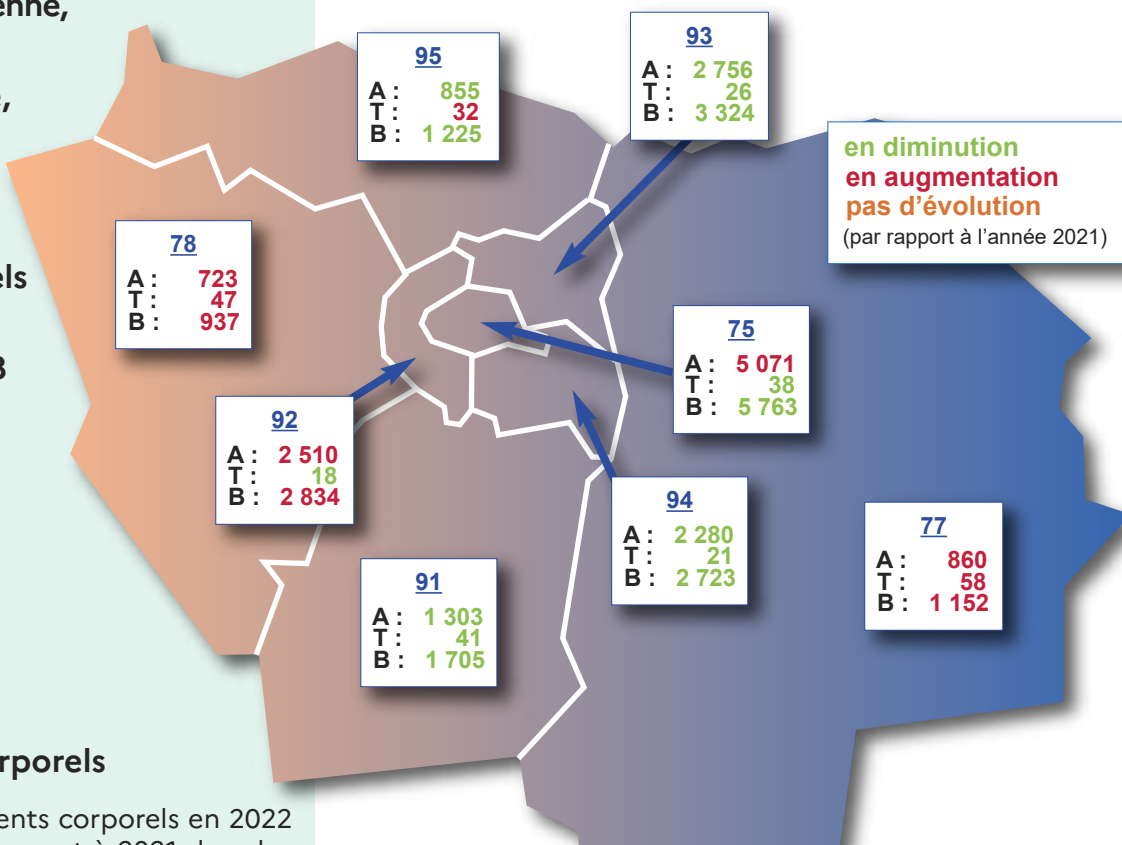 enne,
95
A : 855
T : 32
B : 1 225
93
A : 2 756
T : 26
B : 3 324
en diminution
en augmentation
pas d’évolution
(par rapport à l’année 2021)
78
A : 723
T : 47
B : 937
els
75
A : 5 071
T : 38
B : 5 763
92
A : 2 510
T : 18
B : 2 834
94
A : 2 280
T : 21
B : 2 723
77
A : 860
T : 58
B : 1 152
91
A : 1 303
T : 41
B : 1 705
rporels
ents corporels en 2022